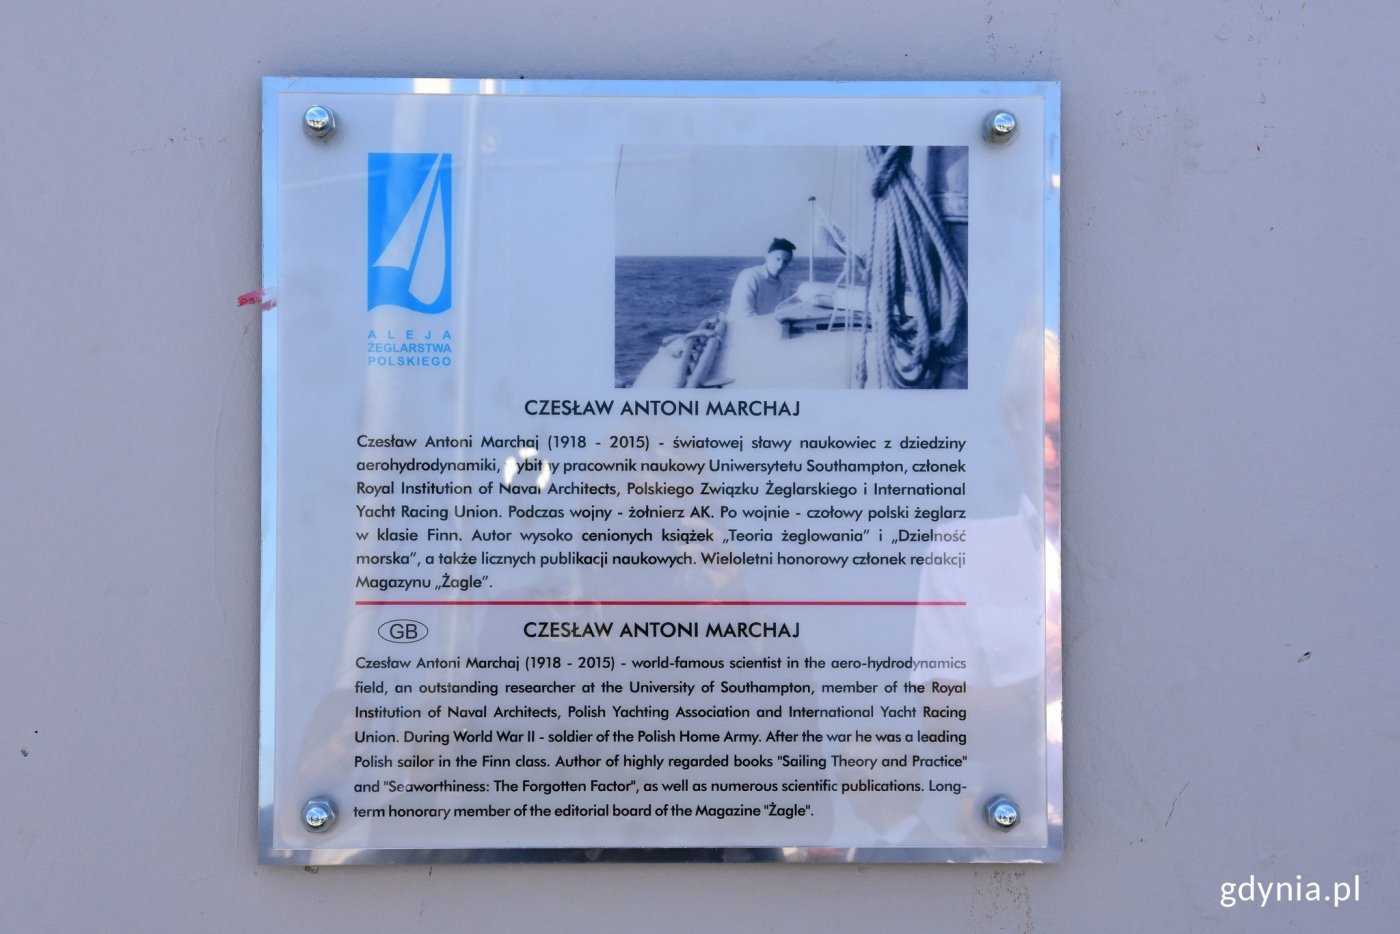 ALEJA
ŻEGLARSTWA
POLSKIEGO
CZESŁAW ANTONI MARCHAJ
Czesław Antoni Marchaj (1918 - 2015) - światowej sławy naukowiec z dziedziny
aerohydrodynamiki, wybitny pracownik naukowy Uniwersytetu Southampton, członek
Royal Institution of Naval Architects, Polskiego Związku Żeglarskiego i International
Yacht Racing Union. Podczas wojny - żołnierz AK. Po wojnie - czołowy polski żeglarz
w klasie Finn. Autor wysoko cenionych książek „Teoria żeglowania” i „Dzielność
morska”, a także licznych publikacji naukowych. Wieloletni honorowy członek redakcji
Magazynu „Żagle”.
GB
CZESŁAW ANTONI MARCHAJ
Czesław Antoni Marchaj (1918 - 2015) - world-famous scientist in the aero-hydrodynamics
field, an outstanding researcher at the University of Southampton, member of the Royal
Institution of Naval Architects, Polish Yachting Association and International Yacht Racing
Union. During World War II - soldier of the Polish Home Army. After the war he was a leading
Polish sailor in the Finn class. Author of highly regarded books "Sailing Theory and Practice"
and "Seaworthiness: The Forgotten Factor", as well as numerous scientific publications. Long-
term honorary member of the editorial board of the Magazine "Żagle".
gdynia.pl